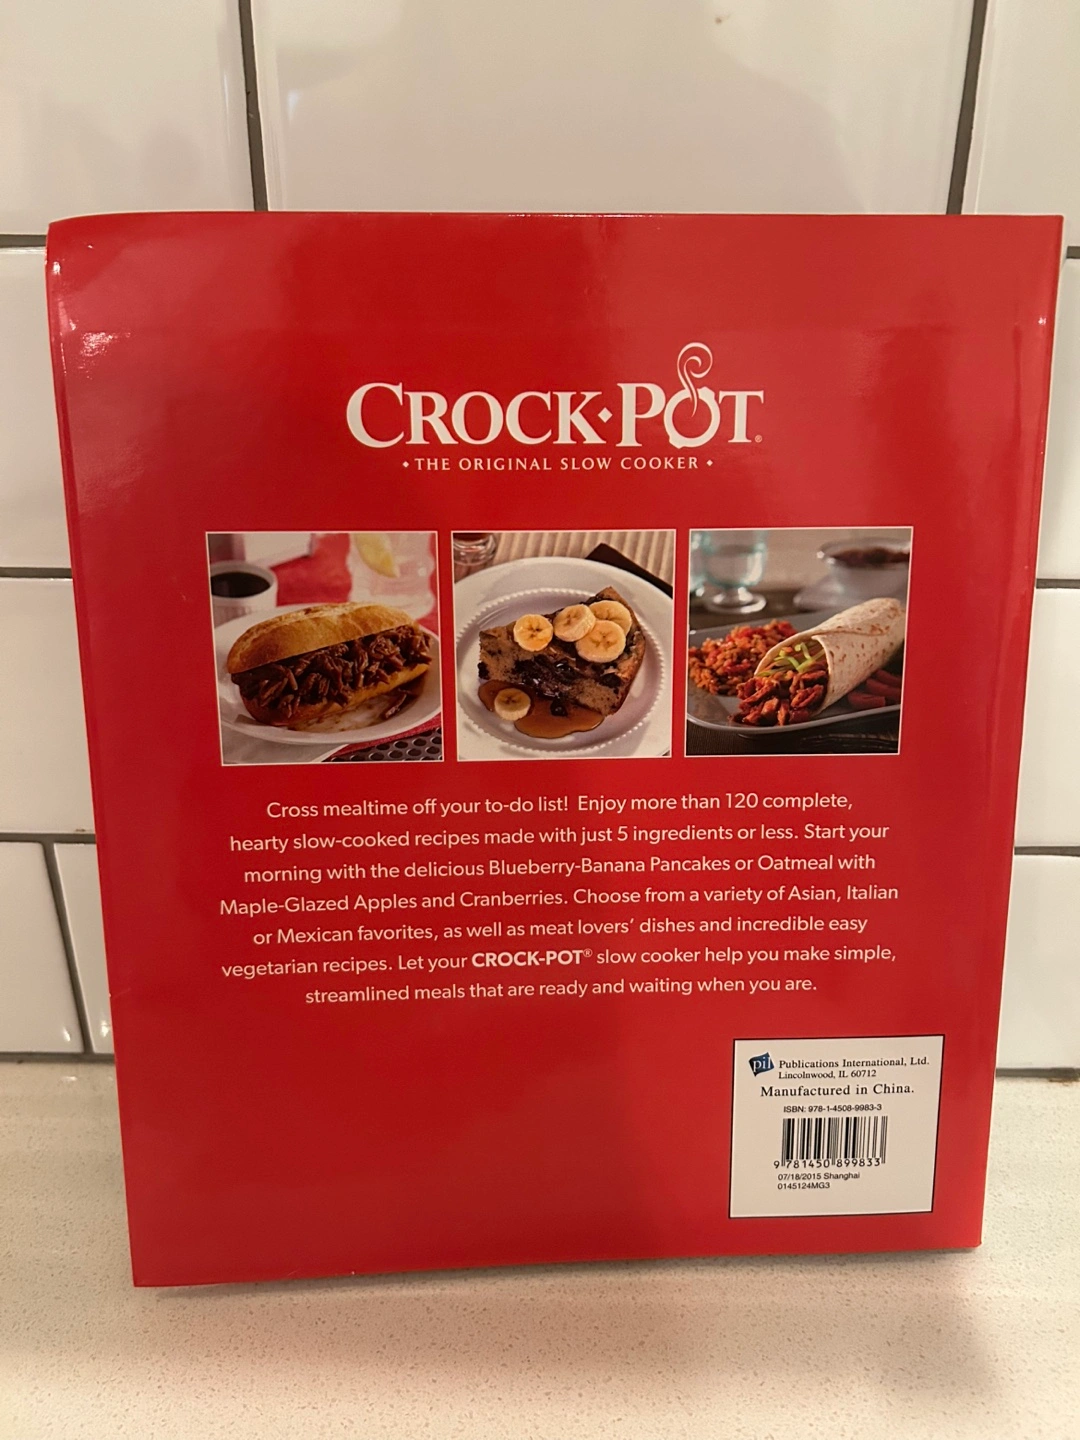 CROCK•POT®
• THE ORIGINAL SLOW COOKER •
Cross mealtime off your to-do list! Enjoy more than 120 complete,
hearty slow-cooked recipes made with just 5 ingredients or less. Start your
morning with the delicious Blueberry-Banana Pancakes or Oatmeal with
Maple-Glazed Apples and Cranberries. Choose from a variety of Asian, Italian
or Mexican favorites, as well as meat lovers' dishes and incredible easy
vegetarian recipes. Let your CROCK-POT® slow cooker help you make simple,
streamlined meals that are ready and waiting when you are.
pil Publications International, Ltd.
Lincolnwood, IL 60712
Manufactured in China.
ISBN: 978-1-4508-9983-3
9 781450 899833
07/18/2015 Shanghai
0145124MG3